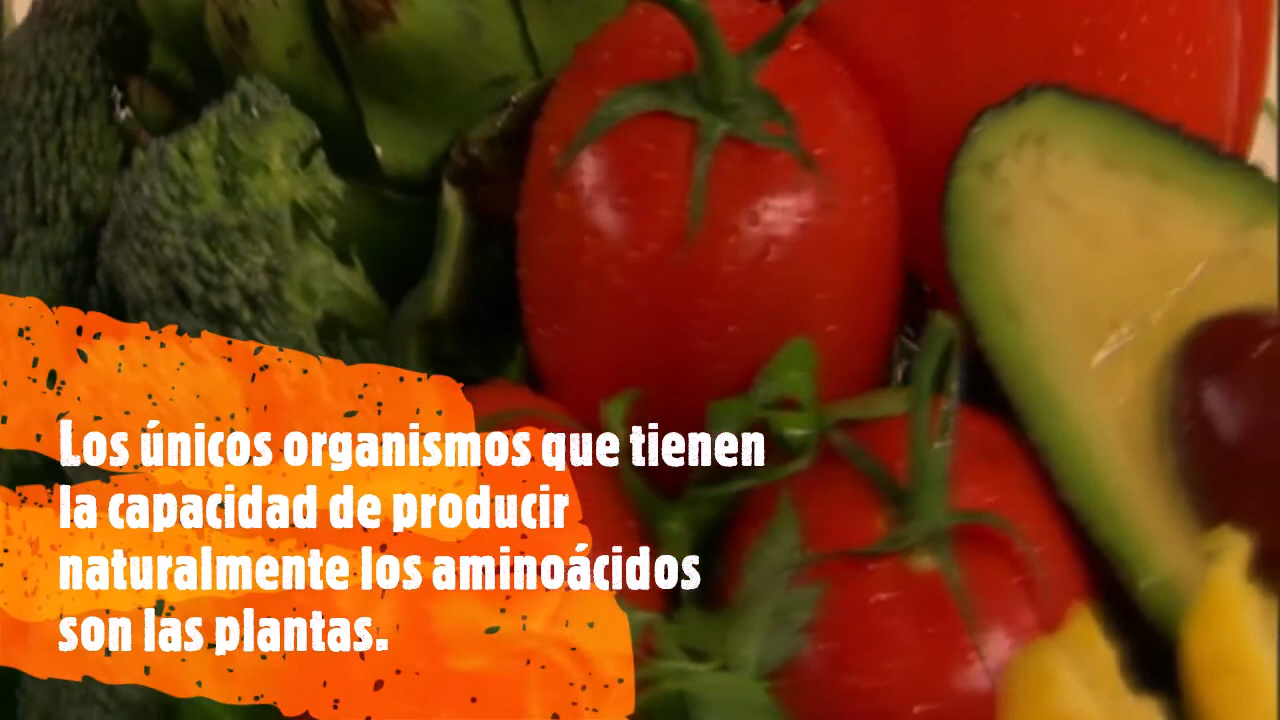 Los únicos organismos que tienen
la capacidad de producir
naturalmente los aminoácidos
son las plantas.